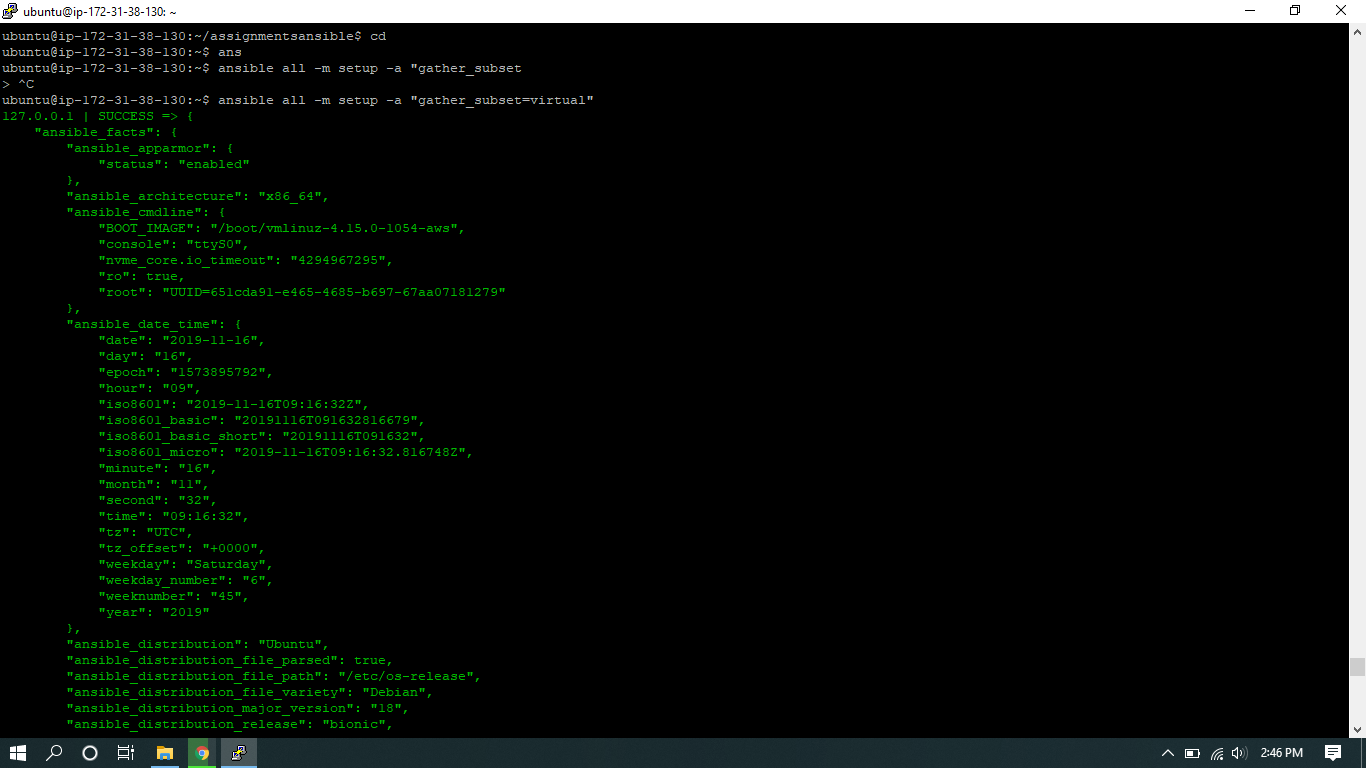 ubuntu@ip-172-31-38-130: ~
ubuntu@ip-172-31-38-130:~/assignmentsansible$ cd
ubuntu@ip-172-31-38-130:~$ ans
ubuntu@ip-172-31-38-130:~$ ansible all -m setup -a "gather_subset
> ^C
ubuntu@ip-172-31-38-130:~$ ansible all -m setup -a "gather_subset=virtual"
127.0.0.1 | SUCCESS => {
    "ansible_facts": {
        "ansible_apparmor": {
            "status": "enabled"
        },
        "ansible_architecture": "x86_64",
        "ansible_cmdline": {
            "BOOT_IMAGE": "/boot/vmlinuz-4.15.0-1054-aws",
            "console": "ttyS0",
            "nvme_core.io_timeout": "4294967295",
            "ro": true,
            "root": "UUID=651cda91-e465-4685-b697-67aa07181279"
        },
        "ansible_date_time": {
            "date": "2019-11-16",
            "day": "16",
            "epoch": "1573895792",
            "hour": "09",
            "iso8601": "2019-11-16T09:16:32Z",
            "iso8601_basic": "20191116T091632816679",
            "iso8601_basic_short": "20191116T091632",
            "iso8601_micro": "2019-11-16T09:16:32.816748Z",
            "minute": "16",
            "month": "11",
            "second": "32",
            "time": "09:16:32",
            "tz": "UTC",
            "tz_offset": "+0000",
            "weekday": "Saturday",
            "weekday_number": "6",
            "weeknumber": "45",
            "year": "2019"
        },
        "ansible_distribution": "Ubuntu",
        "ansible_distribution_file_parsed": true,
        "ansible_distribution_file_path": "/etc/os-release",
        "ansible_distribution_file_variety": "Debian",
        "ansible_distribution_major_version": "18",
        "ansible_distribution_release": "bionic",
2:46 PM